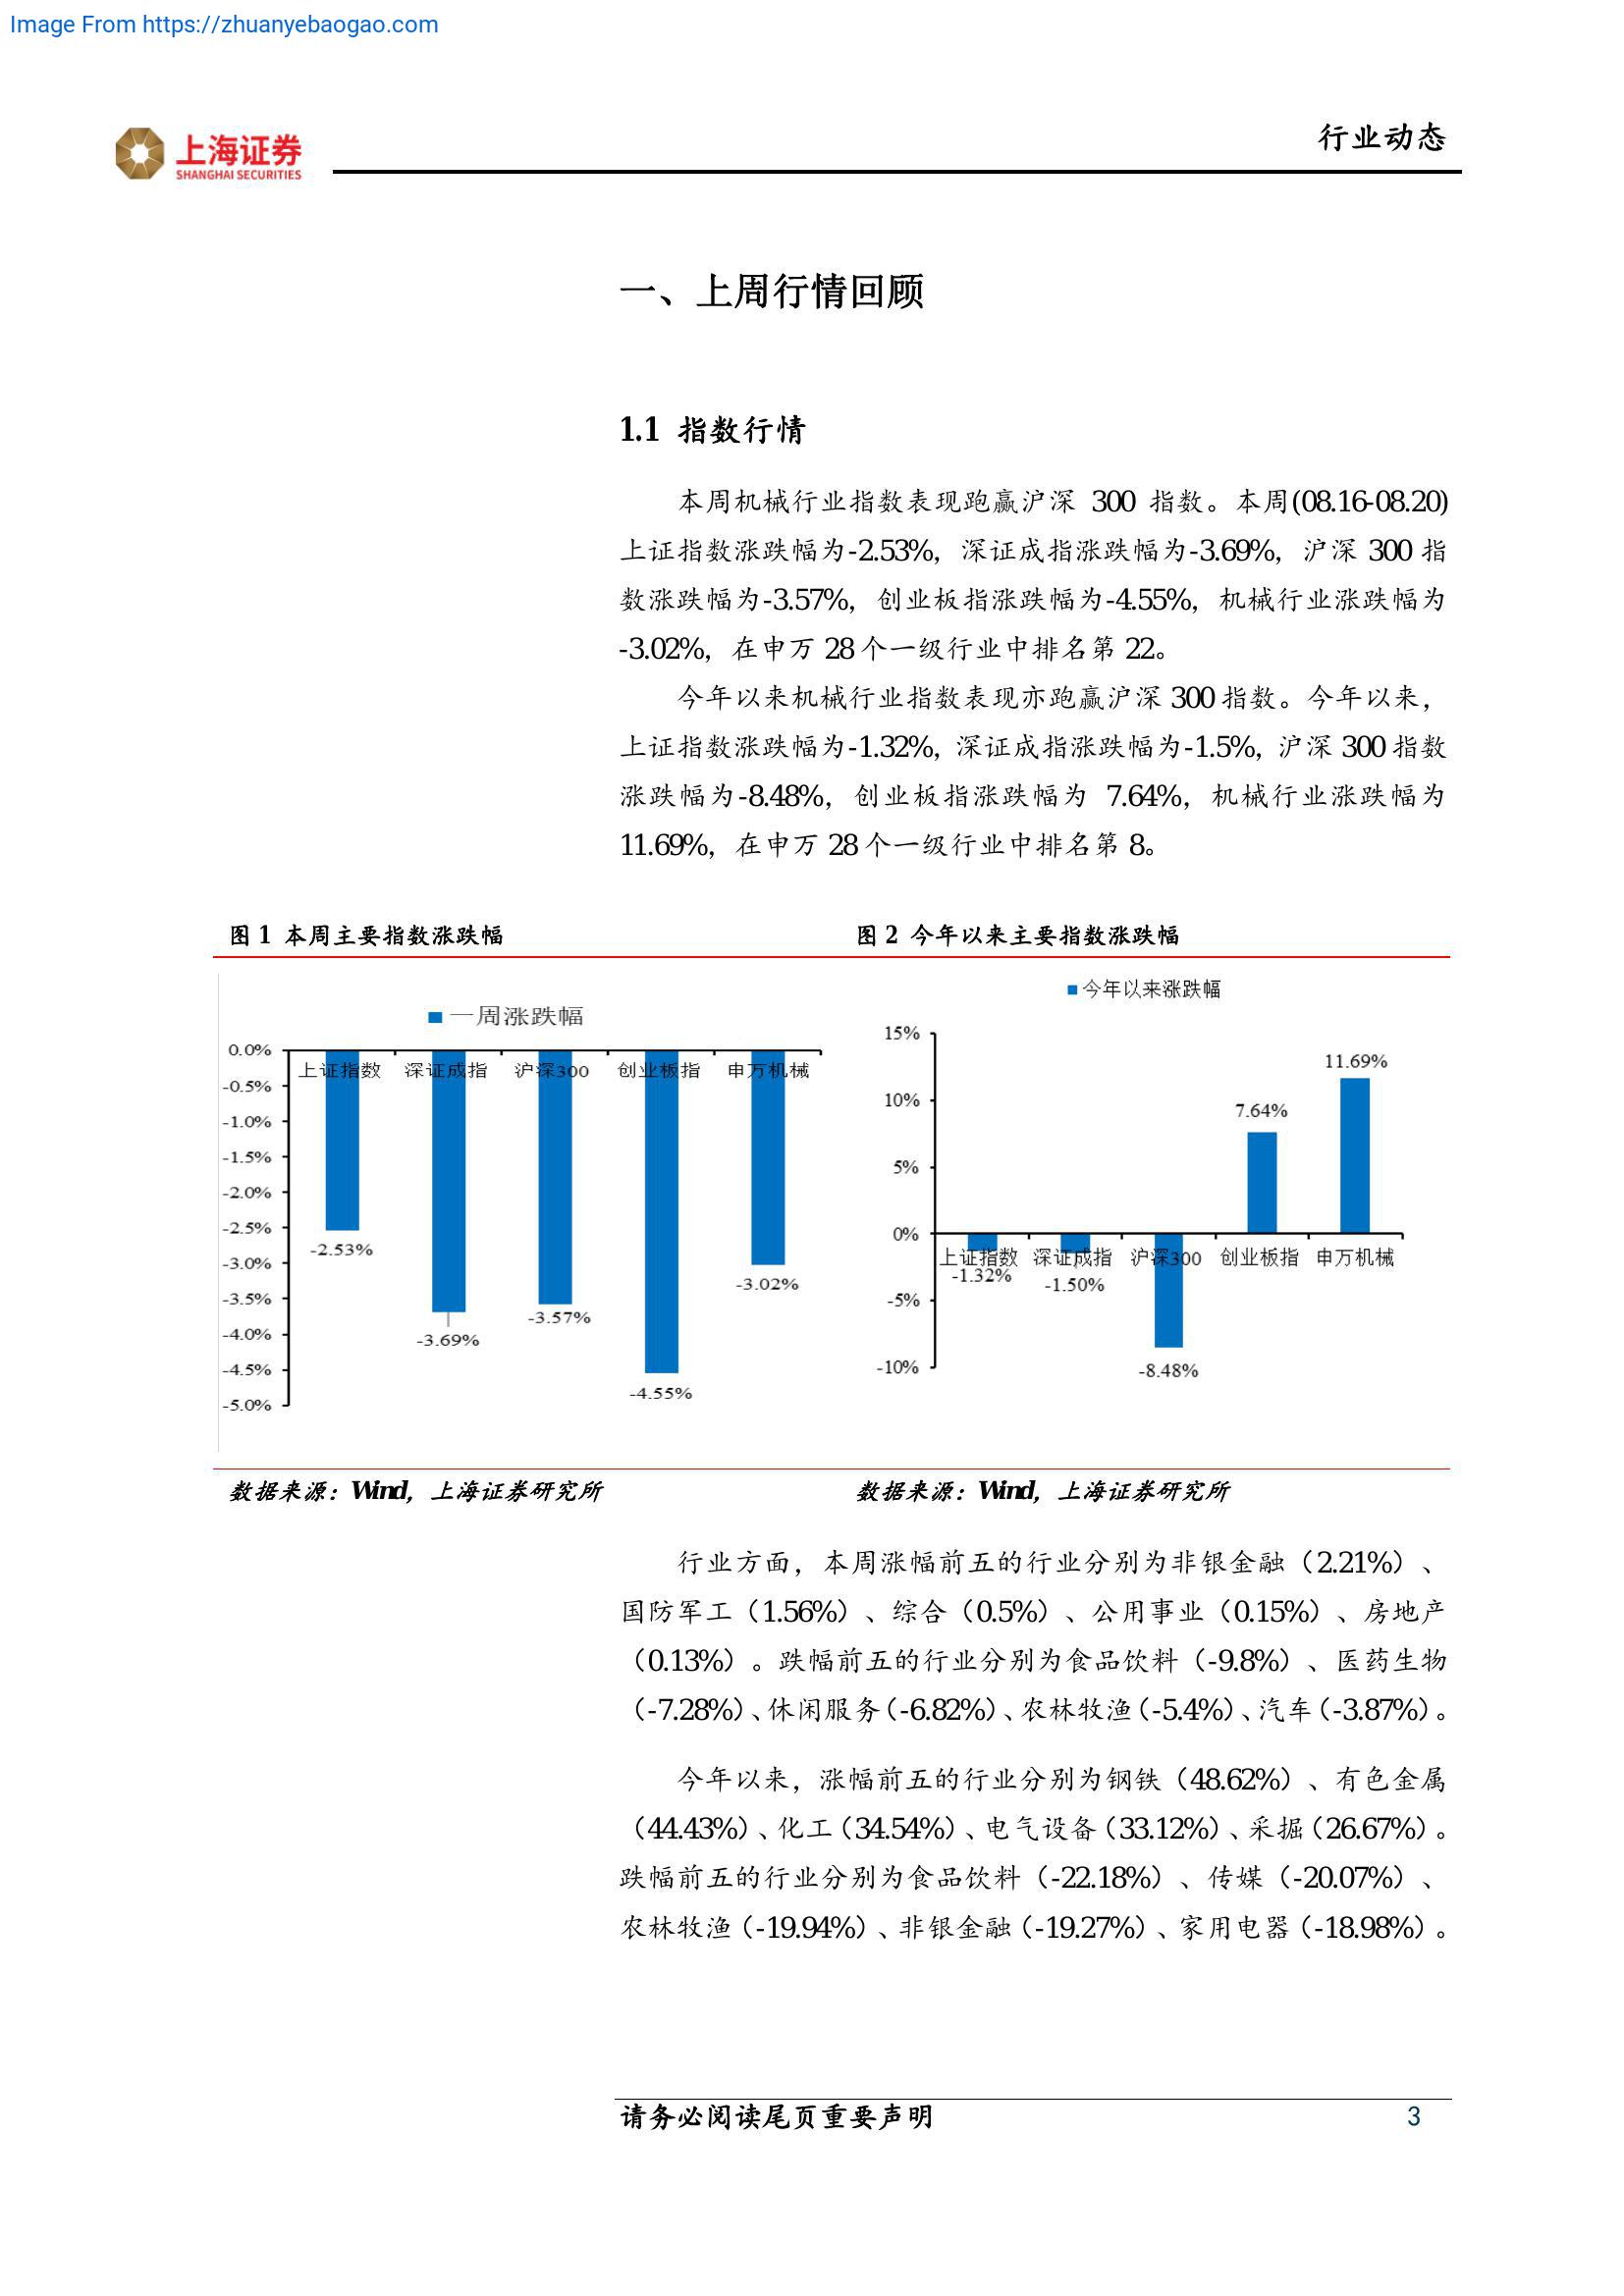 Image From https://zhuanyebaogao.com
上海证券
SHANGHAI SECURITIES
行业动态
一、上周行情回顾
1.1 指数行情
本周机械行业指数表现跑赢沪深 300 指数。本周(08.16-08.20)
上证指数涨跌幅为-2.53%，深证成指涨跌幅为-3.69%，沪深 300 指
数涨跌幅为-3.57%，创业板指涨跌幅为-4.55%，机械行业涨跌幅为
-3.02%，在申万 28 个一级行业中排名第 22。
今年以来机械行业指数表现亦跑赢沪深 300 指数。今年以来，
上证指数涨跌幅为-1.32%，深证成指涨跌幅为-1.5%，沪深 300 指数
涨跌幅为-8.48%，创业板指涨跌幅为 7.64%，机械行业涨跌幅为
11.69%，在申万 28 个一级行业中排名第 8。
图 1 本周主要指数涨跌幅
一周涨跌幅
0.0%
-0.5%
-1.0%
-1.5%
-2.0%
-2.5%
-3.0%
-3.5%
-4.0%
-4.5%
-5.0%
上证指数 深证成指 沪深300 创业板指 申万机械
-2.53%
-3.69%
-3.57%
-4.55%
-3.02%
数据来源：Wind，上海证券研究所
图 2 今年以来主要指数涨跌幅
今年以来涨跌幅
15%
10%
5%
0%
-5%
-10%
上证指数 深证成指 沪深300 创业板指 申万机械
-1.32%
-1.50%
-8.48%
7.64%
11.69%
数据来源：Wind，上海证券研究所
行业方面，本周涨幅前五的行业分别为非银金融（2.21%）、
国防军工（1.56%）、综合（0.5%）、公用事业（0.15%）、房地产
（0.13%）。跌幅前五的行业分别为食品饮料（-9.8%）、医药生物
（-7.28%）、休闲服务（-6.82%）、农林牧渔（-5.4%）、汽车（-3.87%）。
今年以来，涨幅前五的行业分别为钢铁（48.62%）、有色金属
（44.43%）、化工（34.54%）、电气设备（33.12%）、采掘（26.67%）。
跌幅前五的行业分别为食品饮料（-22.18%）、传媒（-20.07%）、
农林牧渔（-19.94%）、非银金融（-19.27%）、家用电器（-18.98%）。
请务必阅读尾页重要声明
3